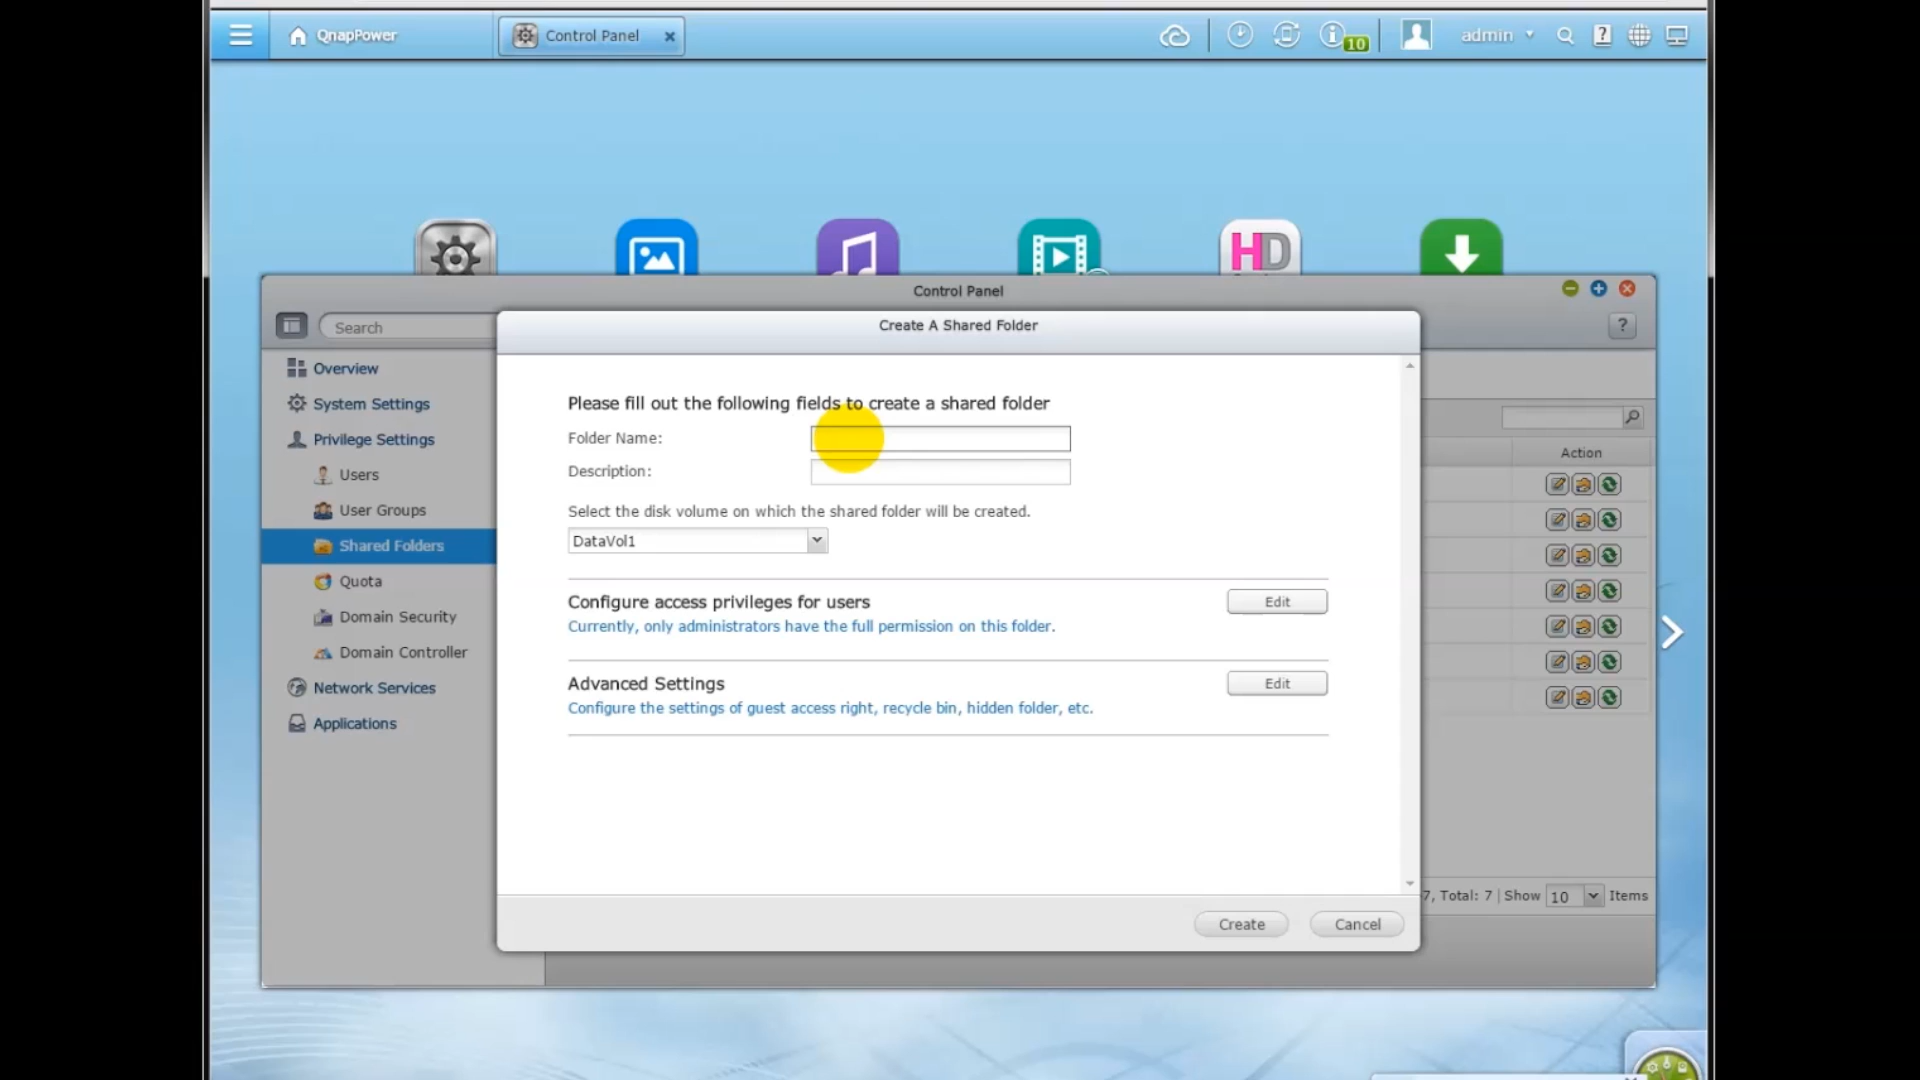 QnapPower
Control Panel
10
admin
?
HD
Control Panel
Search
?
Create A Shared Folder
Overview
System Settings
Privilege Settings
Users
User Groups
Shared Folders
Quota
Domain Security
Domain Controller
Network Services
Applications
Please fill out the following fields to create a shared folder
Folder Name:
Description:
Select the disk volume on which the shared folder will be created.
DataVol1
Configure access privileges for users
Edit
Currently, only administrators have the full permission on this folder.
Advanced Settings
Edit
Configure the settings of guest access right, recycle bin, hidden folder, etc.
Create
Cancel
Action
7, Total: 7 | Show 10 Items